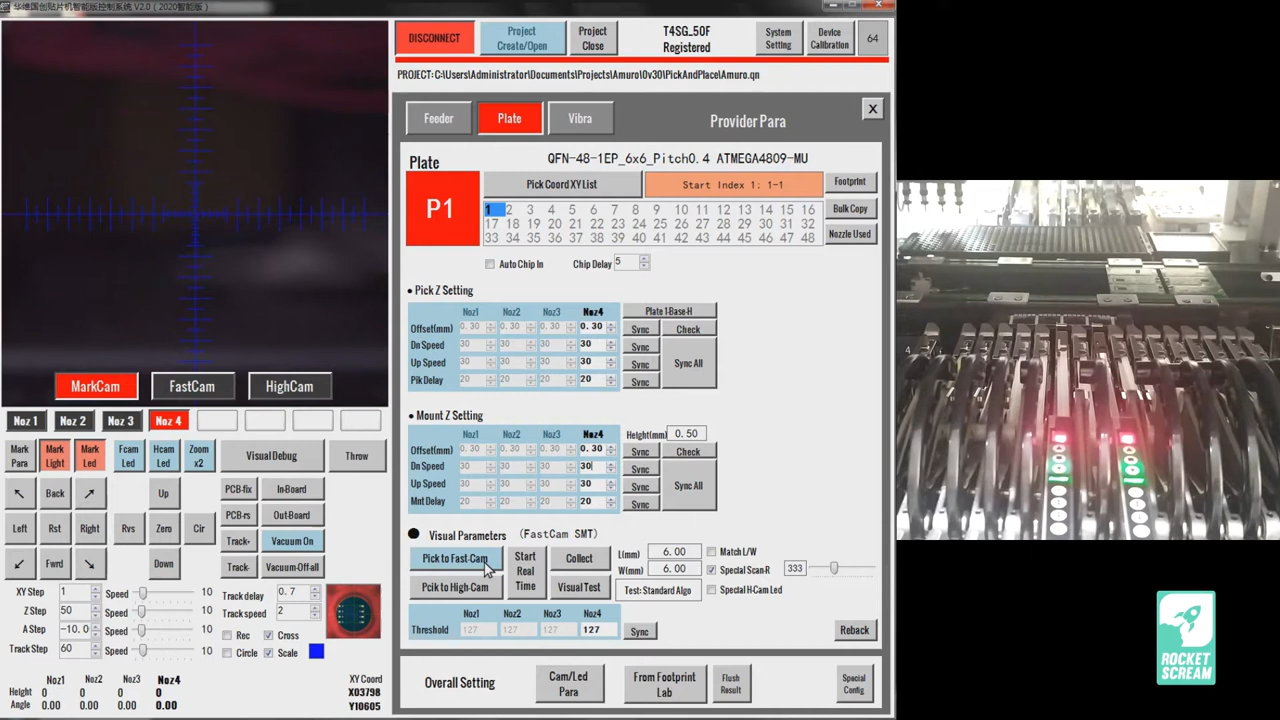 华维国创贴片机智能版控制系统 V2.0（2020智能版）
DISCONNECT
Project Create/Open
Project Close
T4SG_50F
Registered
System Setting
Device Calibration
64
PROJECT: C:\Users\Administrator\Documents\Projects\Amuro\0v30\PickAndPlace\Amuro.qn
Feeder
Plate
Vibra
Provider Para
X
Plate
QFN-48-1EP_6x6_Pitch0.4 ATMEGA4809-MU
P1
Pick Coord XY List
Start Index 1; 1-1
Footprint
1 2 3 4 5 6 7 8 9 10 11 12 13 14 15 16
17 18 19 20 21 22 23 24 25 26 27 28 29 30 31 32
33 34 35 36 37 38 39 40 41 42 43 44 45 46 47 48
Bulk Copy
Nozzle Used
Auto Chip In
Chip Delay 5
• Pick Z Setting
Noz1 Noz2 Noz3 Noz4
Plate 1-Base-H
Offset(mm) 0.30 0.30 0.30 0.30 Sync Check
Dn Speed 30 30 30 30 Sync
Up Speed 30 30 30 30 Sync All
Pik Delay 20 20 20 20 Sync
• Mount Z Setting
Noz1 Noz2 Noz3 Noz4
Height(mm) 0.50
Offset(mm) 0.30 0.30 0.30 0.30 Sync Check
Dn Speed 30 30 30 30 Sync
Up Speed 30 30 30 30 Sync Sync All
Mnt Delay 20 20 20 20 Sync
Visual Parameters (FastCam SMT)
Pick to Fast-Cam
Pcik to High-Cam
Start Real Time
Collect
Visual Test
L(mm) 6.00
W(mm) 6.00
Test: Standard Algo
Match L/W
Special Scan-R 333
Special H-Cam Led
Noz1 Noz2 Noz3 Noz4
Threshold 127 127 127 127 Sync
Reback
Overall Setting
Cam/Led Para
From Footprint Lab
Flush Result
Special Config
MarkCam
FastCam
HighCam
Noz 1
Noz 2
Noz 3
Noz 4
Mark Para
Mark Light
Mark Led
Fcam Led
Hcam Led
Zoom x2
Visual Debug
Throw
Back
Up
PCB-fix
In-Board
Left
Rst
Right
Rvs
Zero
Cir
PCB-rs
Out-Board
Track+
Vacuum On
Fwrd
Down
Track-
Vacuum-Off-all
XY Step 1 Speed 10
Z Step 50 Speed 10
A Step -10.0 Speed 10
Track Step 60 Speed 10
Track delay 0.7
Track speed 2
Rec
Cross
Circle
Scale
Noz1 Noz2 Noz3 Noz4
XY Coord
Height 0 0 0 0
X03798
Angle 0.00 0.00 0.00 0.00
Y10605
4
ROCKET
SCREAM